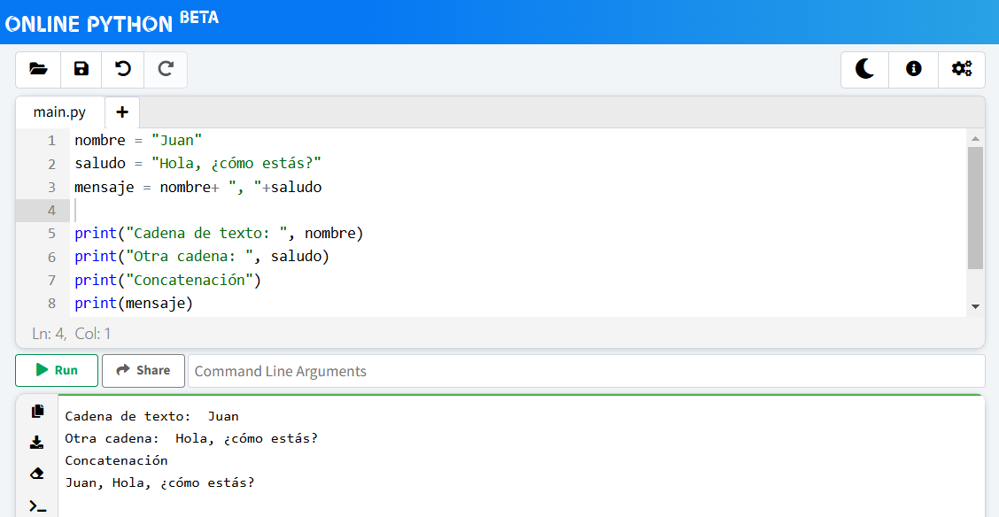 ONLINE PYTHON BETA
main.py
1 nombre = "Juan"
2 saludo = "Hola, ¿cómo estás?"
3 mensaje = nombre+ ", "+saludo
4
5 print("Cadena de texto: ", nombre)
6 print("Otra cadena: ", saludo)
7 print("Concatenación")
8 print(mensaje)
Ln: 4, Col: 1
Run Share Command Line Arguments
Cadena de texto:  Juan
Otra cadena:  Hola, ¿cómo estás?
Concatenación
Juan, Hola, ¿cómo estás?